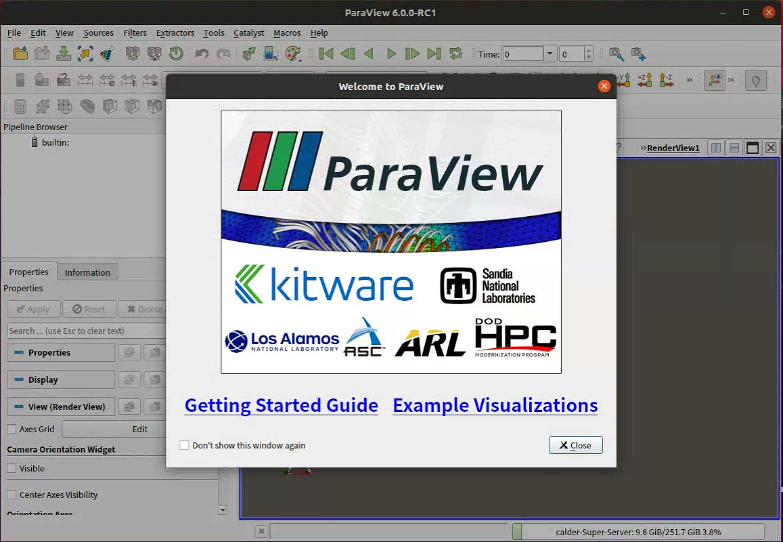 ParaView 6.0.0-RC1
File Edit View Sources Filters Extractors Tools Catalyst Macros Help
Time: 0 0
Pipeline Browser
builtin:
Welcome to ParaView
ParaView
kitware
Sandia
National
Laboratories
Los Alamos
NATIONAL LABORATORY
ASC
ARL
DOD
HPC
MODERNIZATION PROGRAM
Getting Started Guide Example Visualizations
Don't show this window again
Close
RenderView1
Properties Information
Properties
Apply Reset Delete
Search ... (use Esc to clear text)
Properties
Display
View (Render View)
Axes Grid Edit
Camera Orientation Widget
Visible
Center Axes Visibility
Orientation Axes
calder-Super-Server: 9.6 GiB/251.7 GiB 3.8%